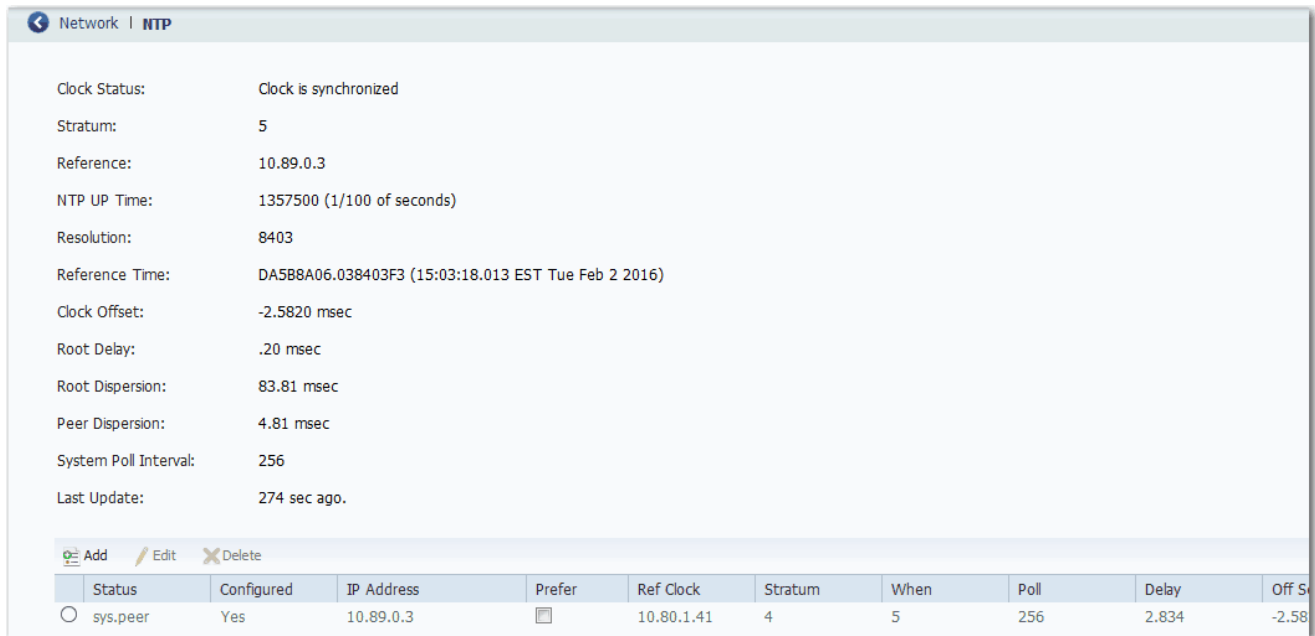 Network | NTP
Clock Status: Clock is synchronized
Stratum: 5
Reference: 10.89.0.3
NTP UP Time: 1357500 (1/100 of seconds)
Resolution: 8403
Reference Time: DA5B8A06.038403F3 (15:03:18.013 EST Tue Feb 2 2016)
Clock Offset: -2.5820 msec
Root Delay: .20 msec
Root Dispersion: 83.81 msec
Peer Dispersion: 4.81 msec
System Poll Interval: 256
Last Update: 274 sec ago.
Add Edit Delete
Status Configured IP Address Prefer Ref Clock Stratum When Poll Delay Off
sys.peer Yes 10.89.0.3 10.80.1.41 4 5 256 2.834 -2.58